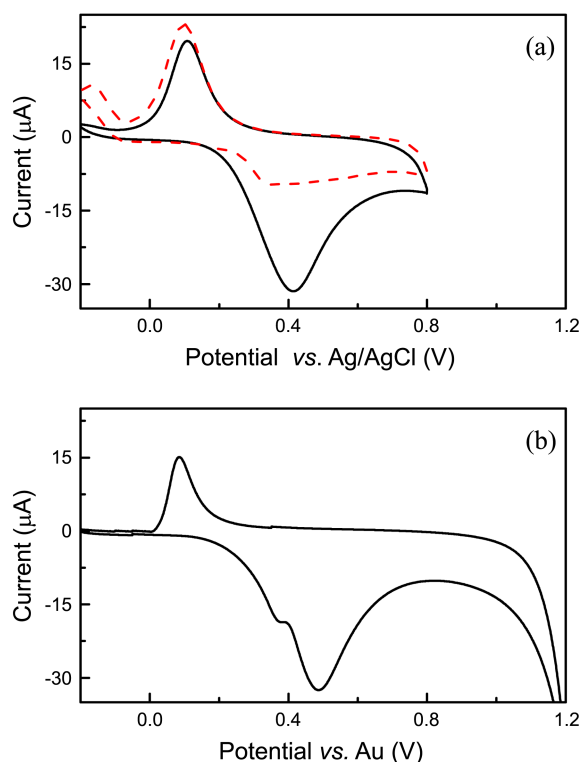 (a)
15
0
-15
-30
Current (μA)
0.0 0.4 0.8 1.2
Potential vs. Ag/AgCl (V)
(b)
15
0
-15
-30
Current (μA)
0.0 0.4 0.8 1.2
Potential vs. Au (V)